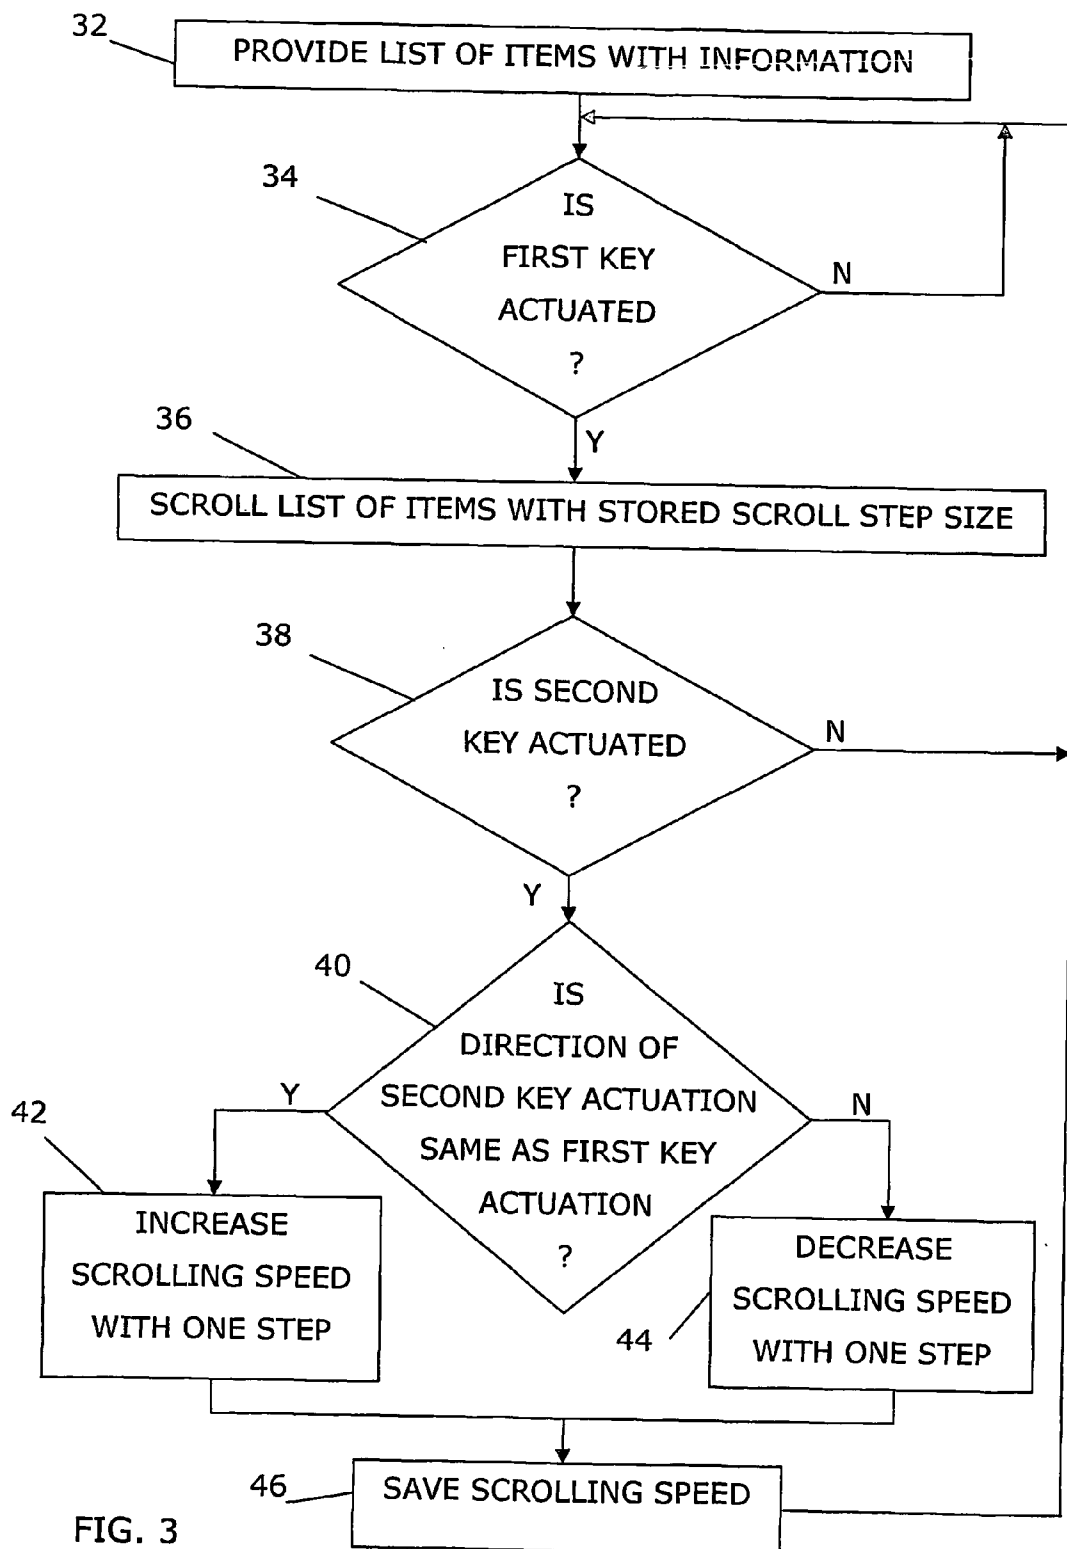 32
PROVIDE LIST OF ITEMS WITH INFORMATION
34
IS
FIRST KEY
ACTUATED
?
N
Y
36
SCROLL LIST OF ITEMS WITH STORED SCROLL STEP SIZE
38
IS SECOND
KEY ACTUATED
?
N
Y
40
IS
DIRECTION OF
SECOND KEY ACTUATION
SAME AS FIRST KEY
ACTUATION
?
Y
N
42
INCREASE
SCROLLING SPEED
WITH ONE STEP
DECREASE
SCROLLING SPEED
WITH ONE STEP
44
46
SAVE SCROLLING SPEED
FIG. 3